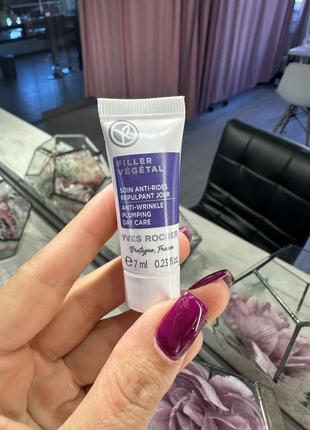 FILLER
VÉGÉTAL
SOIN ANTI-RIDES
REPULPANT JOUR
ANTI-WRINKLE
PLUMPING
DAY CARE
YVES ROCHER
Bretagne, France
℮ 7 ml 0.23 fl.